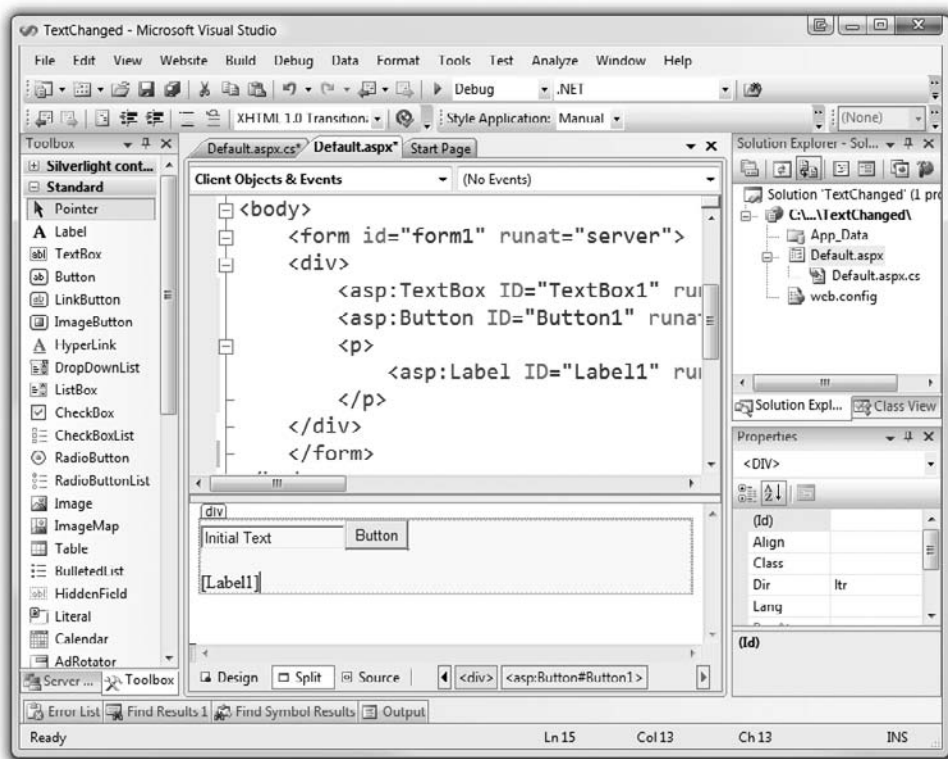 TextChanged - Microsoft Visual Studio
File Edit View Website Build Debug Data Format Tools Test Analyze Window Help
Debug .NET
XHTML 1.0 Transition Style Application: Manual (None)
Toolbox
Silverlight cont...
Standard
Pointer
A Label
abl TextBox
ab Button
ab LinkButton
ImageButton
A HyperLink
DropDownList
ListBox
CheckBox
CheckBoxList
RadioButton
RadioButtonList
Image
ImageMap
Table
BulletedList
abl HiddenField
Literal
Calendar
AdRotator
Server ... Toolbox
Default.aspx.cs* Default.aspx* Start Page
Client Objects & Events (No Events)
<body>
<form id="form1" runat="server">
<div>
<asp:TextBox ID="TextBox1" ru
<asp:Button ID="Button1" runa
<p>
<asp:Label ID="Label1" ru
</p>
</div>
</form>
div
Initial Text Button
[Label1]
Design Split Source <div> <asp:Button#Button1>
Solution Explorer - Sol...
Solution 'TextChanged' (1 pro
C:\...\TextChanged\
App_Data
Default.aspx
Default.aspx.cs
web.config
Solution Expl... Class View
Properties
<DIV>
(Id)
Align
Class
Dir ltr
Lang
(Id)
Error List Find Results 1 Find Symbol Results Output
Ready Ln 15 Col 13 Ch 13 INS